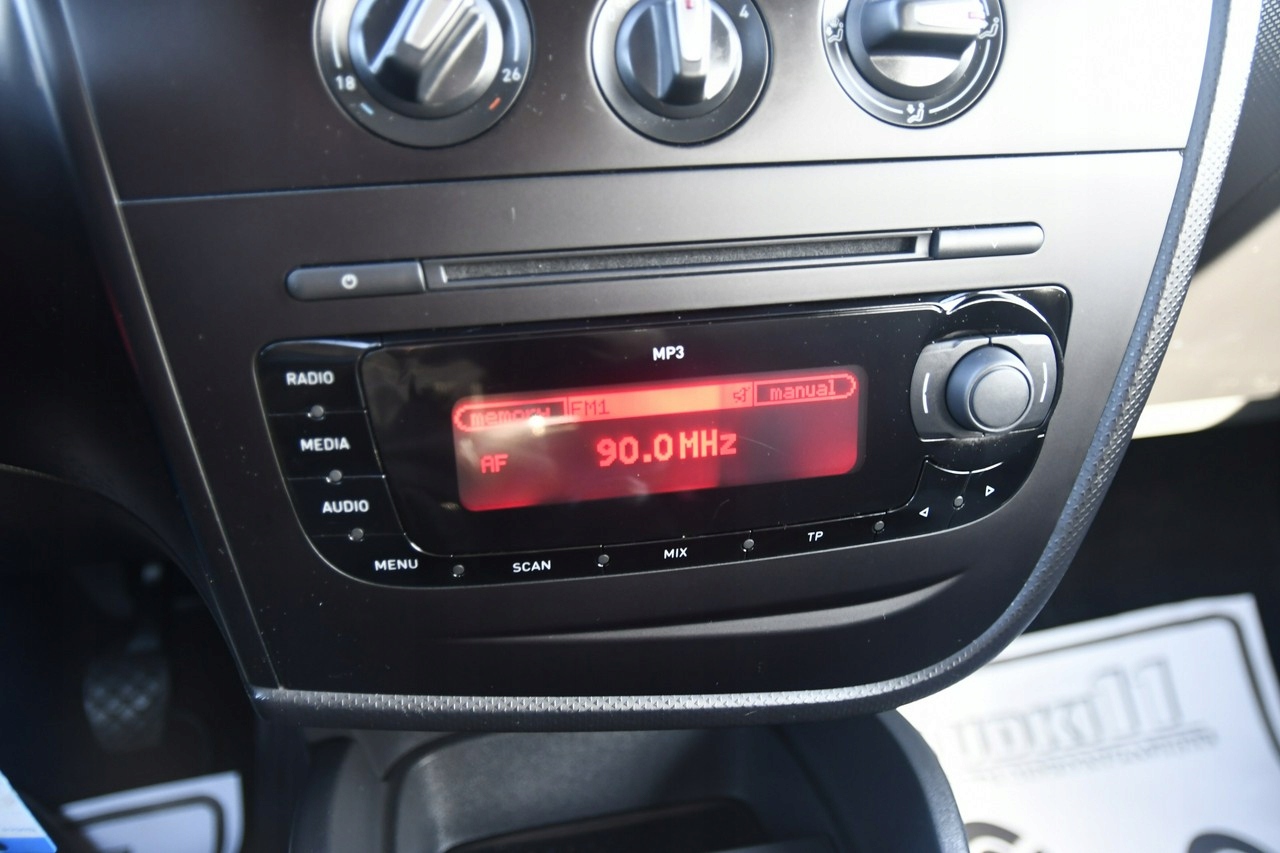 18
26
4
MP3
RADIO
memory FM1 manual
MEDIA
90.0 MHz
AF
AUDIO
MENU SCAN MIX TP